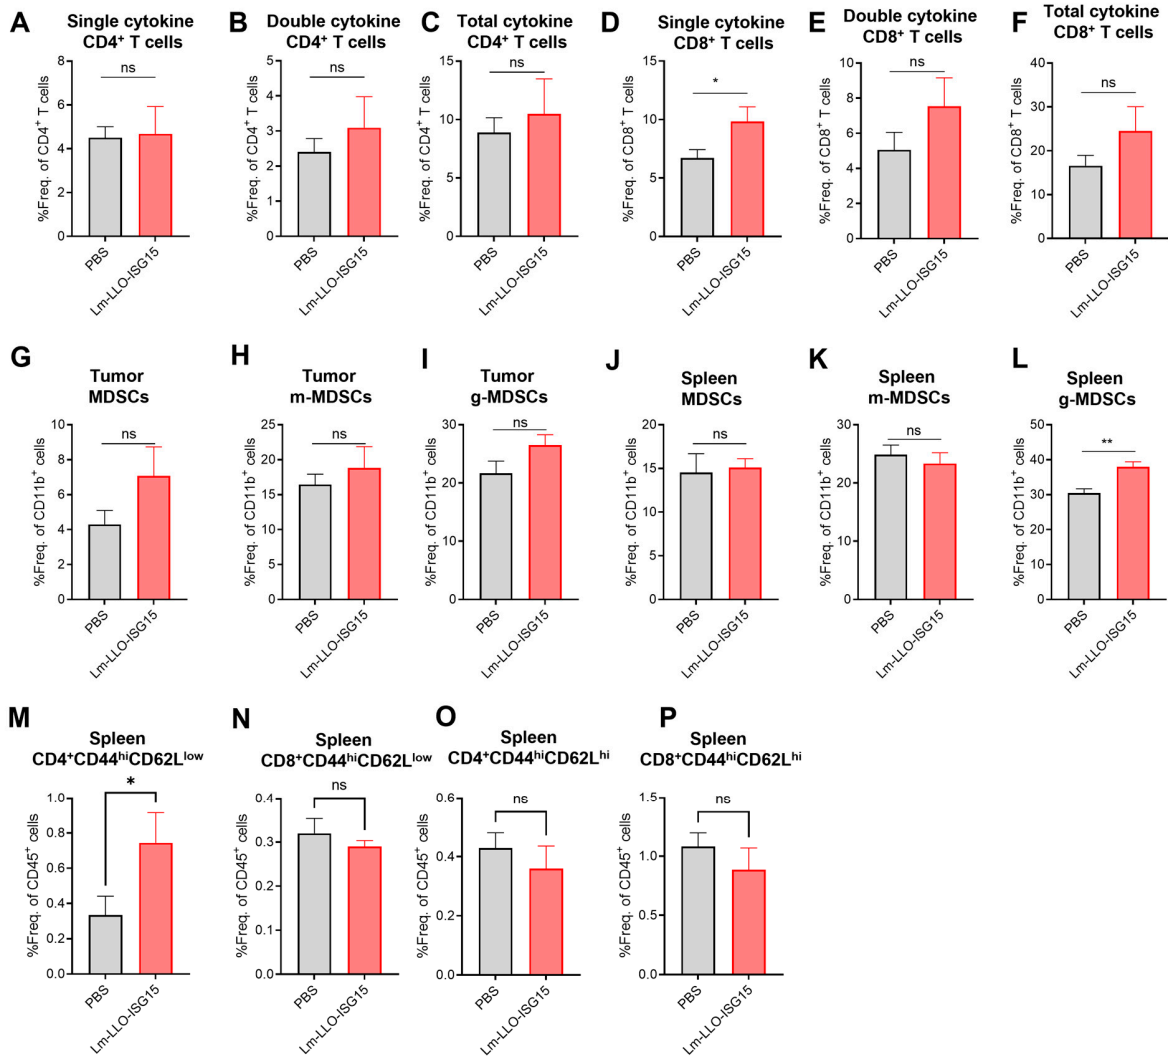 A Single cytokine CD4⁺ T cells
ns
%Freq. of CD4⁺ T cells
8
6
4
2
0
PBS
Lm-LLO-ISG15
B Double cytokine CD4⁺ T cells
ns
%Freq. of CD4⁺ T cells
5
4
3
2
1
0
PBS
Lm-LLO-ISG15
C Total cytokine CD4⁺ T cells
ns
%Freq. of CD4⁺ T cells
15
10
5
0
PBS
Lm-LLO-ISG15
D Single cytokine CD8⁺ T cells
*
%Freq. of CD8⁺ T cells
15
10
5
0
PBS
Lm-LLO-ISG15
E Double cytokine CD8⁺ T cells
ns
%Freq. of CD8⁺ T cells
10
8
6
4
2
0
PBS
Lm-LLO-ISG15
F Total cytokine CD8⁺ T cells
ns
%Freq. of CD8⁺ T cells
40
30
20
10
0
PBS
Lm-LLO-ISG15
G Tumor MDSCs
ns
%Freq. of CD11b⁺ cells
10
8
6
4
2
0
PBS
Lm-LLO-ISG15
H Tumor m-MDSCs
ns
%Freq. of CD11b⁺ cells
25
20
15
10
5
0
PBS
Lm-LLO-ISG15
I Tumor g-MDSCs
ns
%Freq. of CD11b⁺ cells
30
20
10
0
PBS
Lm-LLO-ISG15
J Spleen MDSCs
ns
%Freq. of CD11b⁺ cells
20
15
10
5
0
PBS
Lm-LLO-ISG15
K Spleen m-MDSCs
ns
%Freq. of CD11b⁺ cells
30
20
10
0
PBS
Lm-LLO-ISG15
L Spleen g-MDSCs
**
%Freq. of CD11b⁺ cells
50
40
30
20
10
0
PBS
Lm-LLO-ISG15
M Spleen CD4⁺CD44ʰⁱCD62Lˡᵒʷ
*
%Freq. of CD45⁺ cells
1.0
0.8
0.6
0.4
0.2
0.0
PBS
Lm-LLO-ISG15
N Spleen CD8⁺CD44ʰⁱCD62Lˡᵒʷ
ns
%Freq. of CD45⁺ cells
0.4
0.3
0.2
0.1
0.0
PBS
Lm-LLO-ISG15
O Spleen CD4⁺CD44ʰⁱCD62Lʰⁱ
ns
%Freq. of CD45⁺ cells
0.6
0.4
0.2
0.0
PBS
Lm-LLO-ISG15
P Spleen CD8⁺CD44ʰⁱCD62Lʰⁱ
ns
%Freq. of CD45⁺ cells
1.5
1.0
0.5
0.0
PBS
Lm-LLO-ISG15